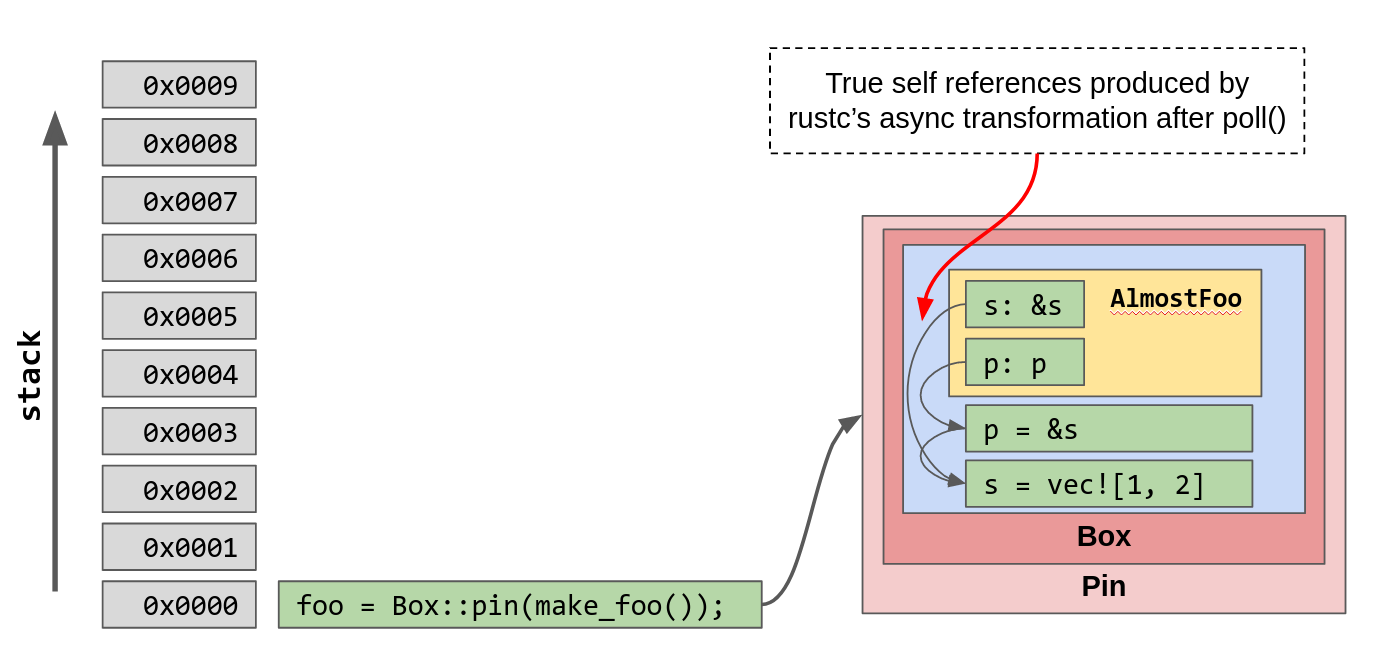 True self references produced by
rustc’s async transformation after poll()
0x0009
0x0008
0x0007
0x0006
0x0005
0x0004
0x0003
0x0002
0x0001
0x0000
stack
foo = Box::pin(make_foo());
s: &s
AlmostFoo
p: p
p = &s
s = vec![1, 2]
Box
Pin